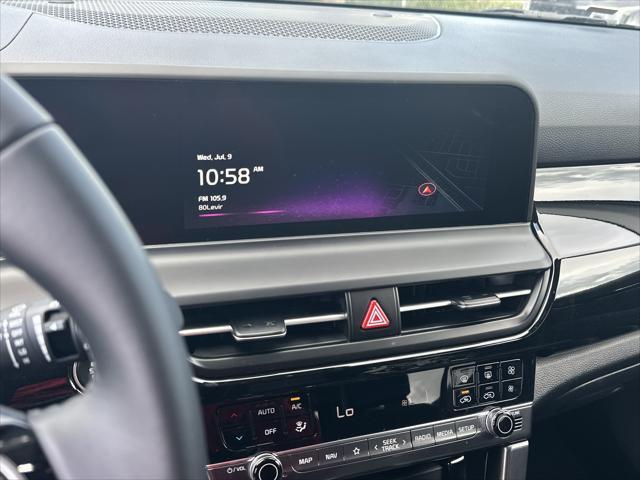 Wed, Jul, 9
10:58 AM
FM 105.9
80Levir
AUTO
A/C
OFF
Lo
VOL
MAP
NAV
SEEK TRACK
RADIO
MEDIA
SETUP